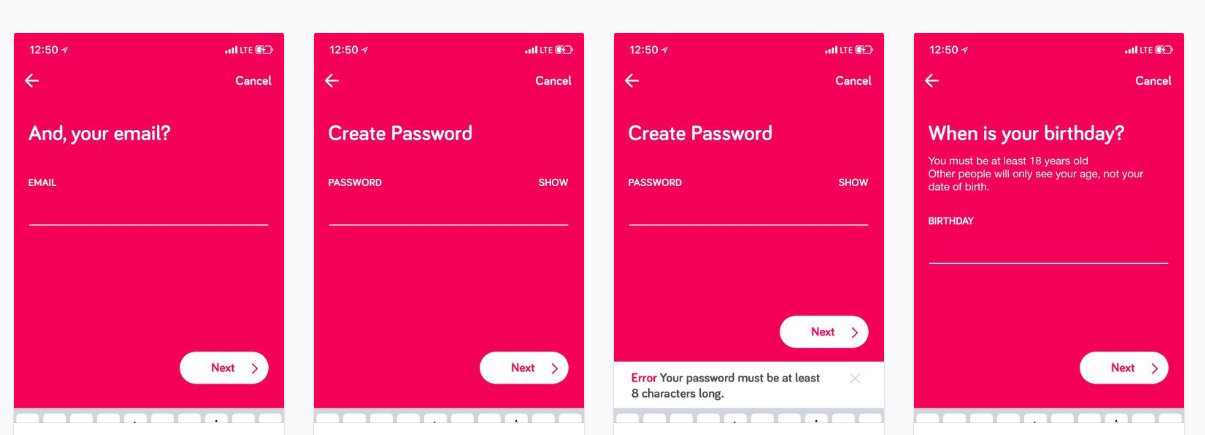 12:50
LTE
Cancel
And, your email?
EMAIL
Next
12:50
LTE
Cancel
Create Password
PASSWORD SHOW
Next
12:50
LTE
Cancel
Create Password
PASSWORD SHOW
Next
Error Your password must be at least
8 characters long.
12:50
LTE
Cancel
When is your birthday?
You must be at least 18 years old
Other people will only see your age, not your
date of birth.
BIRTHDAY
Next